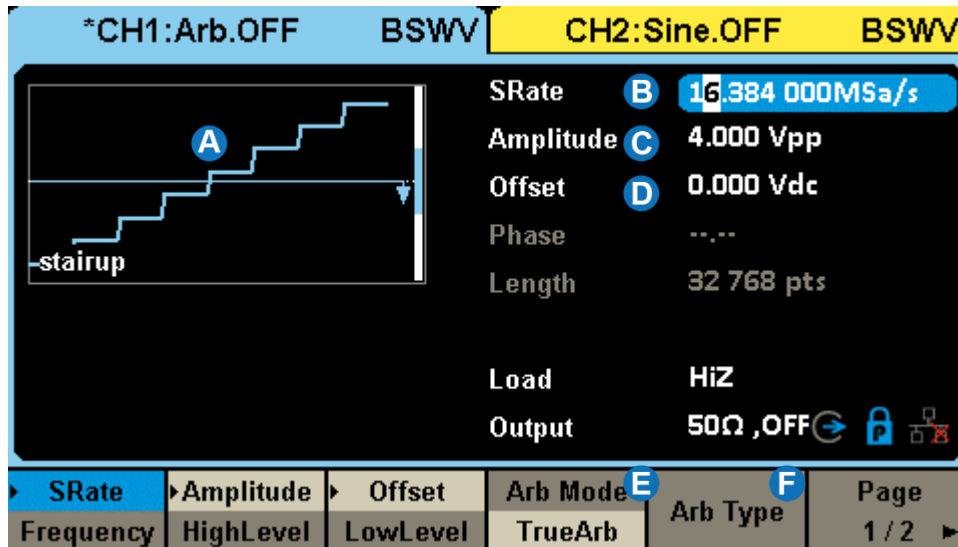 *CH1:Arb.OFF BSWV CH2:Sine.OFF BSWV
SRate B 16.384 000MSa/s
A
Amplitude C 4.000 Vpp
Offset D 0.000 Vdc
Phase --.--
stairup
Length 32 768 pts
Load HiZ
Output 50Ω ,OFF P
SRate Amplitude Offset Arb Mode E Arb Type F Page
Frequency HighLevel LowLevel TrueArb 1 / 2